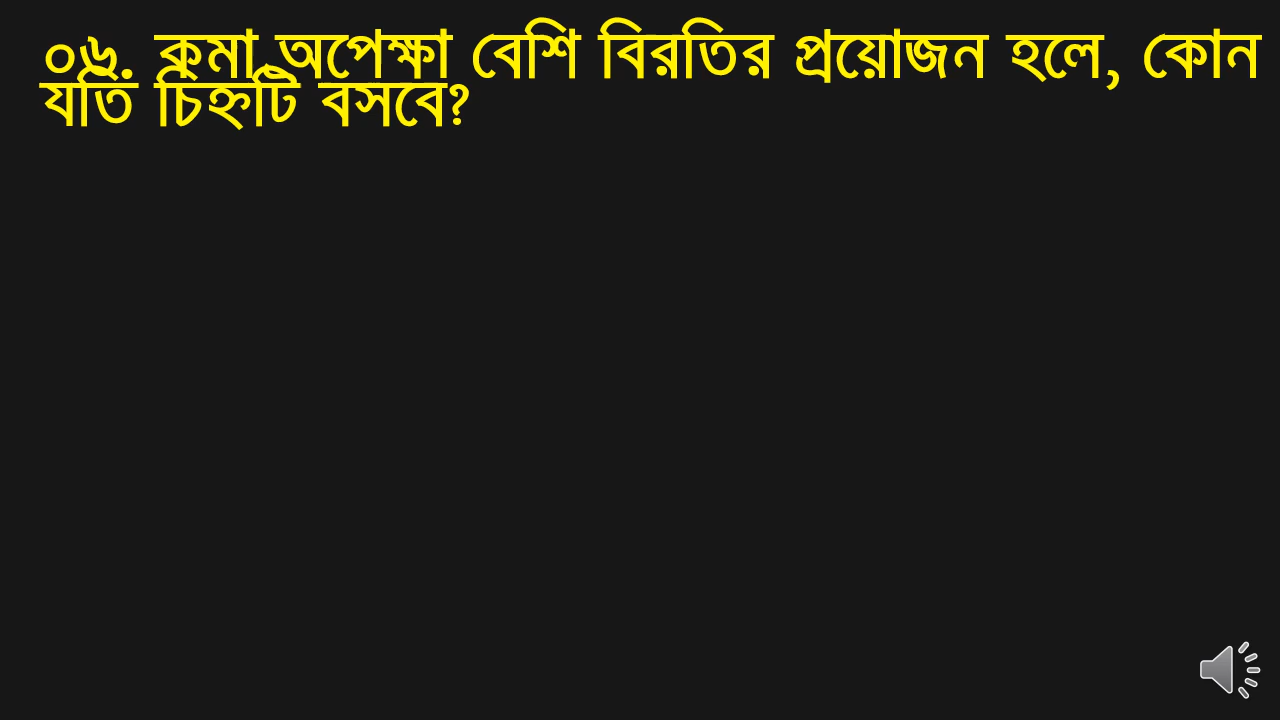 ০৬. কমা অপেক্ষা বেশি বিরতির প্রয়োজন হলে, কোন
যতি চিহ্নটি বসবে?